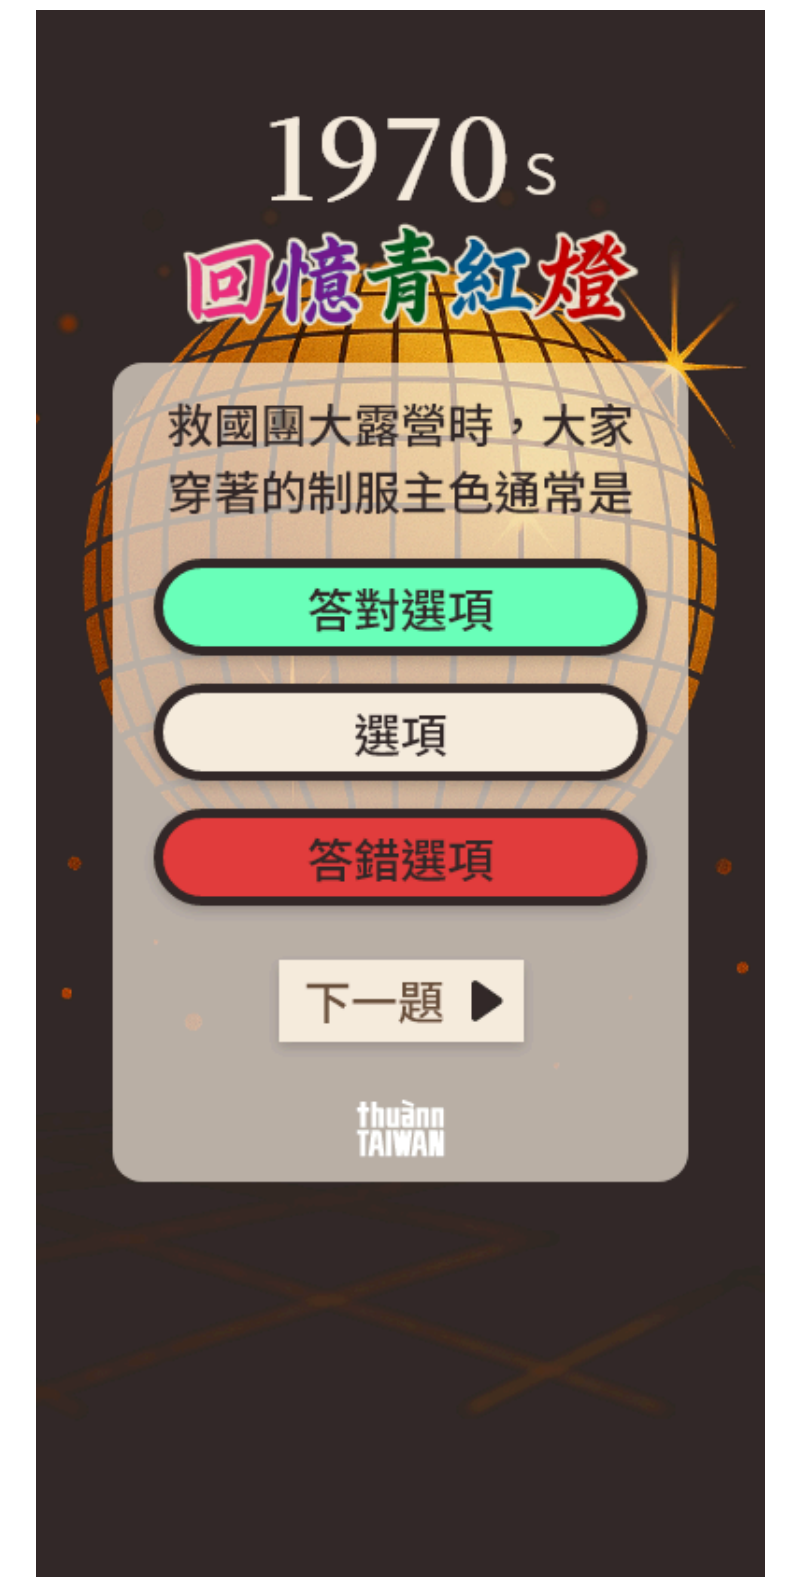 1970s
回憶青紅燈
救國團大露營時，大家
穿著的制服主色通常是
答對選項
選項
答錯選項
下一題
thuànn
TAIWAN